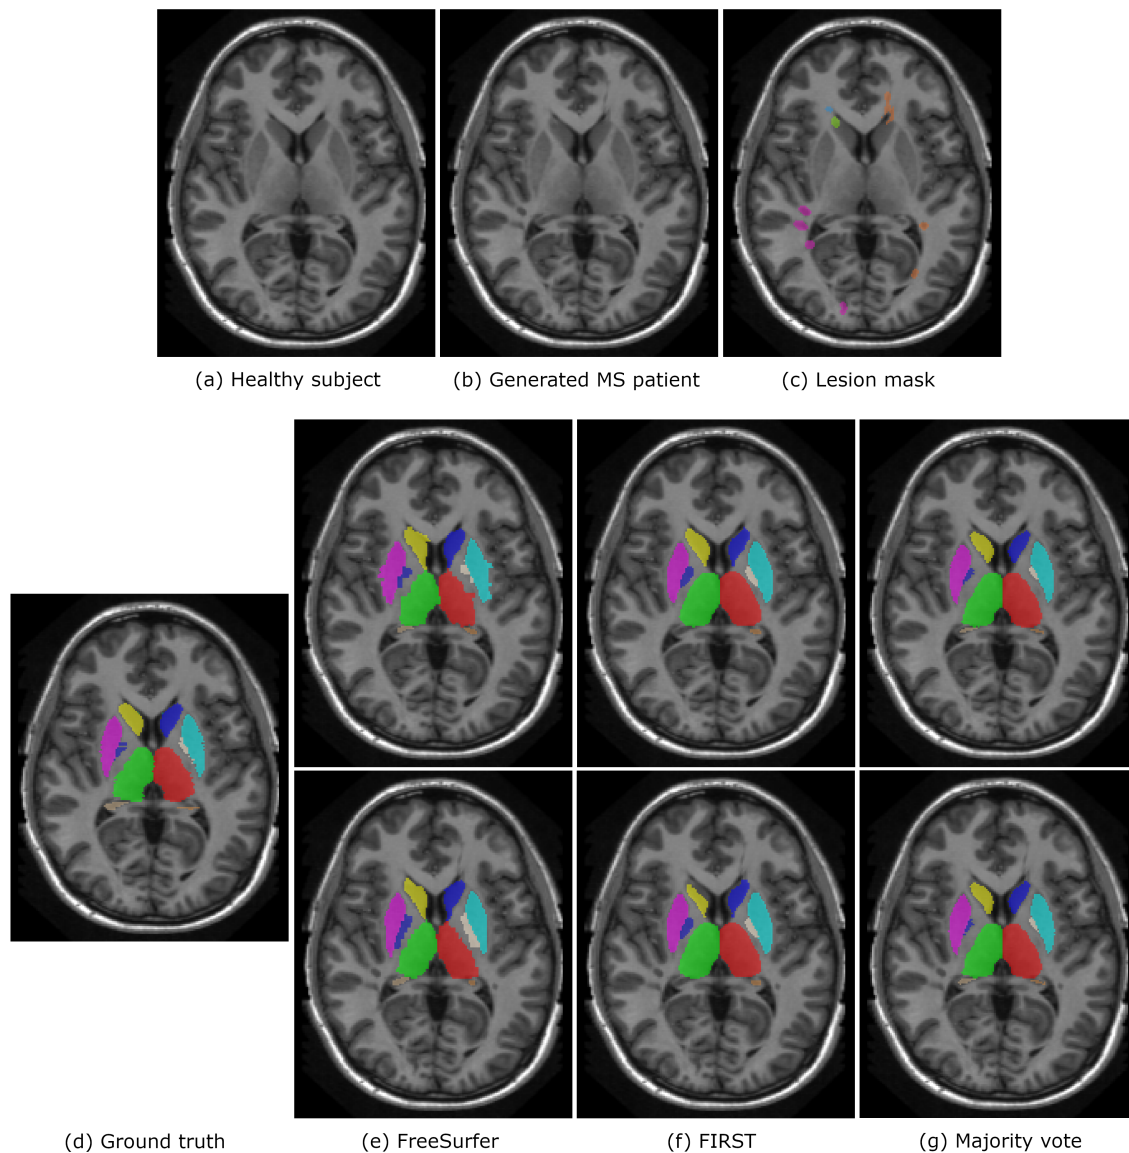 (a) Healthy subject
(b) Generated MS patient
(c) Lesion mask
(d) Ground truth
(e) FreeSurfer
(f) FIRST
(g) Majority vote